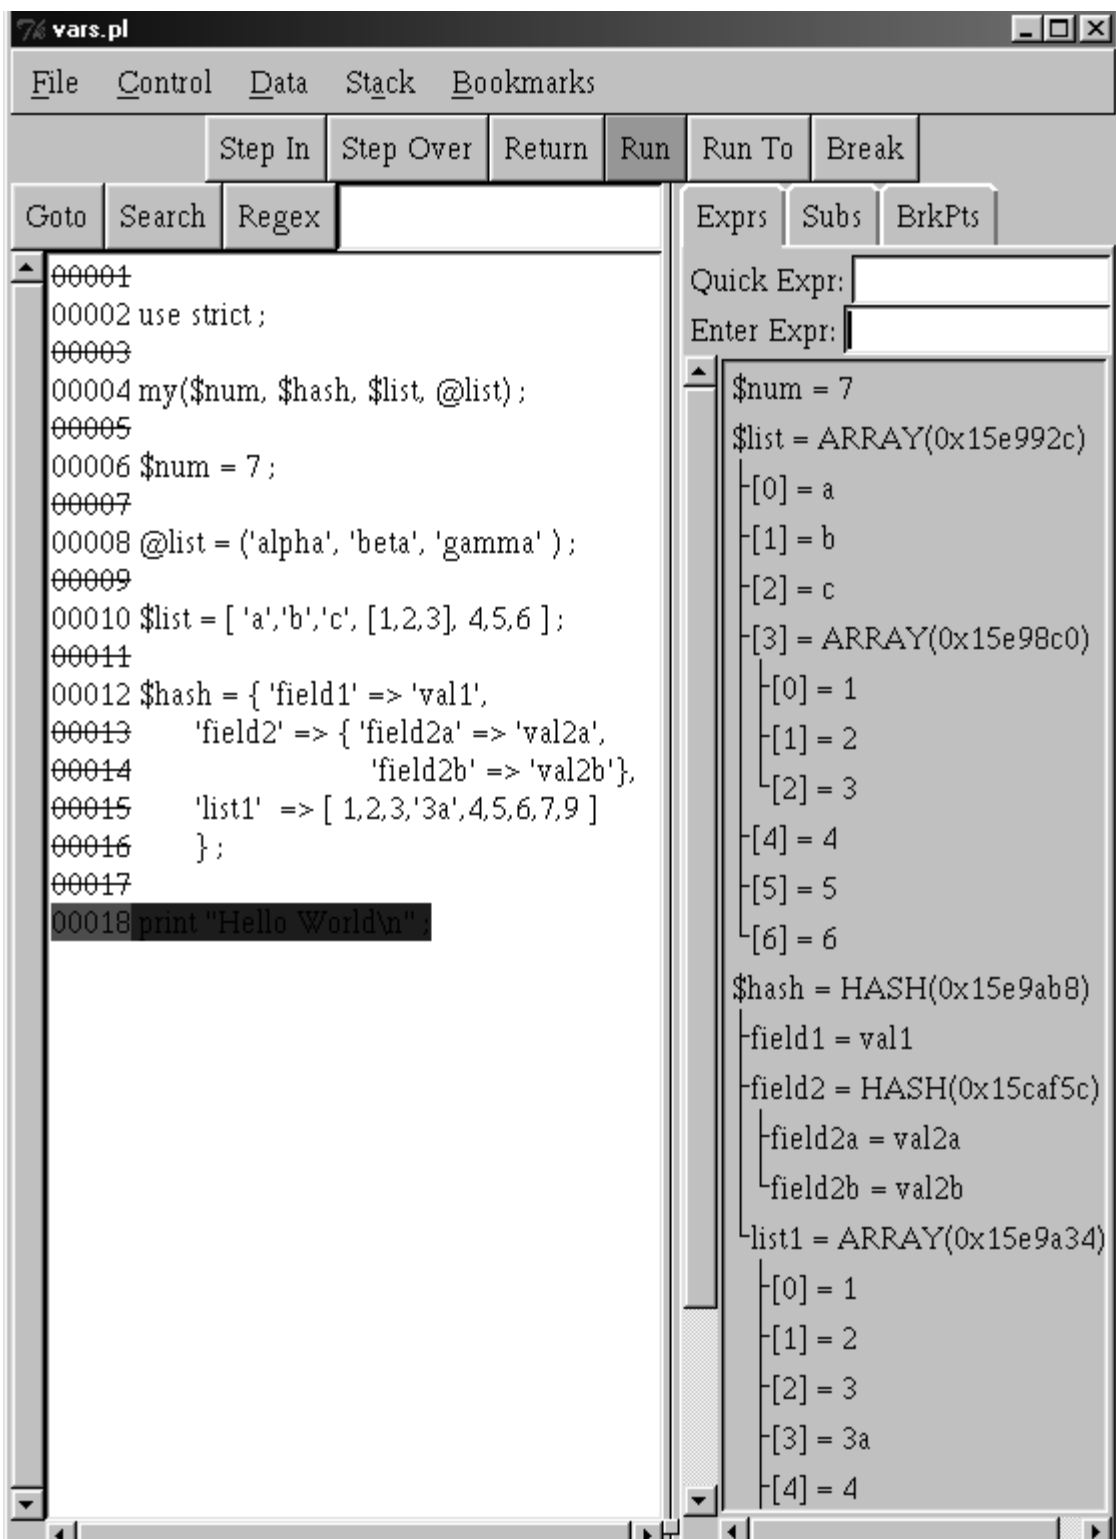 vars.pl
File Control Data Stack Bookmarks
Step In Step Over Return Run Run To Break
Goto Search Regex
00001
00002 use strict ;
00003
00004 my($num, $hash, $list, @list) ;
00005
00006 $num = 7 ;
00007
00008 @list = ('alpha', 'beta', 'gamma' ) ;
00009
00010 $list = [ 'a','b','c', [1,2,3], 4,5,6 ] ;
00011
00012 $hash = { 'field1' => 'val1',
00013 'field2' => { 'field2a' => 'val2a',
00014 'field2b' => 'val2b'},
00015 'list1' => [ 1,2,3,'3a',4,5,6,7,9 ]
00016 } ;
00017
00018 print "Hello World\n" ;
Exprs Subs BrkPts
Quick Expr:
Enter Expr:
$num = 7
$list = ARRAY(0x15e992c)
[0] = a
[1] = b
[2] = c
[3] = ARRAY(0x15e98c0)
[0] = 1
[1] = 2
[2] = 3
[4] = 4
[5] = 5
[6] = 6
$hash = HASH(0x15e9ab8)
field1 = val1
field2 = HASH(0x15caf5c)
field2a = val2a
field2b = val2b
list1 = ARRAY(0x15e9a34)
[0] = 1
[1] = 2
[2] = 3
[3] = 3a
[4] = 4